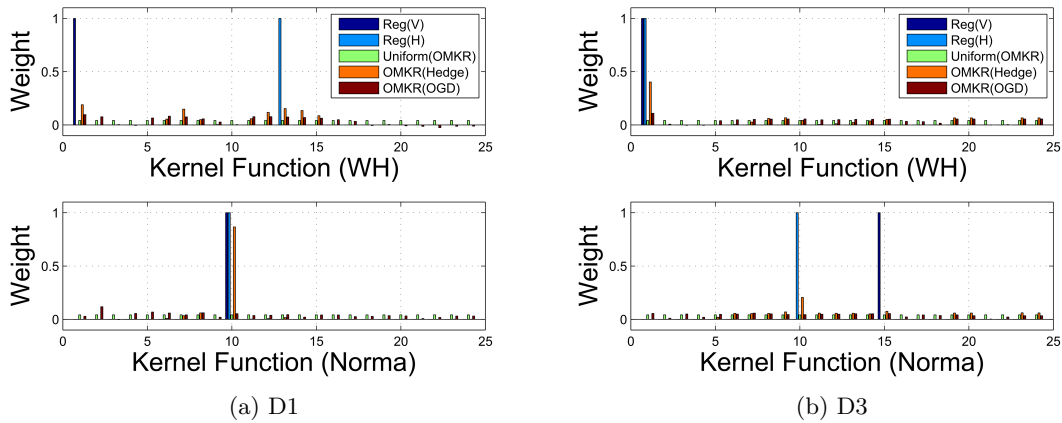 1
0.5
0
Weight
0 5 10 15 20 25
Kernel Function (WH)
Reg(V)
Reg(H)
Uniform(OMKR)
OMKR(Hedge)
OMKR(OGD)
1
0.5
0
Weight
0 5 10 15 20 25
Kernel Function (Norma)
(a) D1
1
0.5
0
Weight
0 5 10 15 20 25
Kernel Function (WH)
Reg(V)
Reg(H)
Uniform(OMKR)
OMKR(Hedge)
OMKR(OGD)
1
0.5
0
Weight
0 5 10 15 20 25
Kernel Function (Norma)
(b) D3